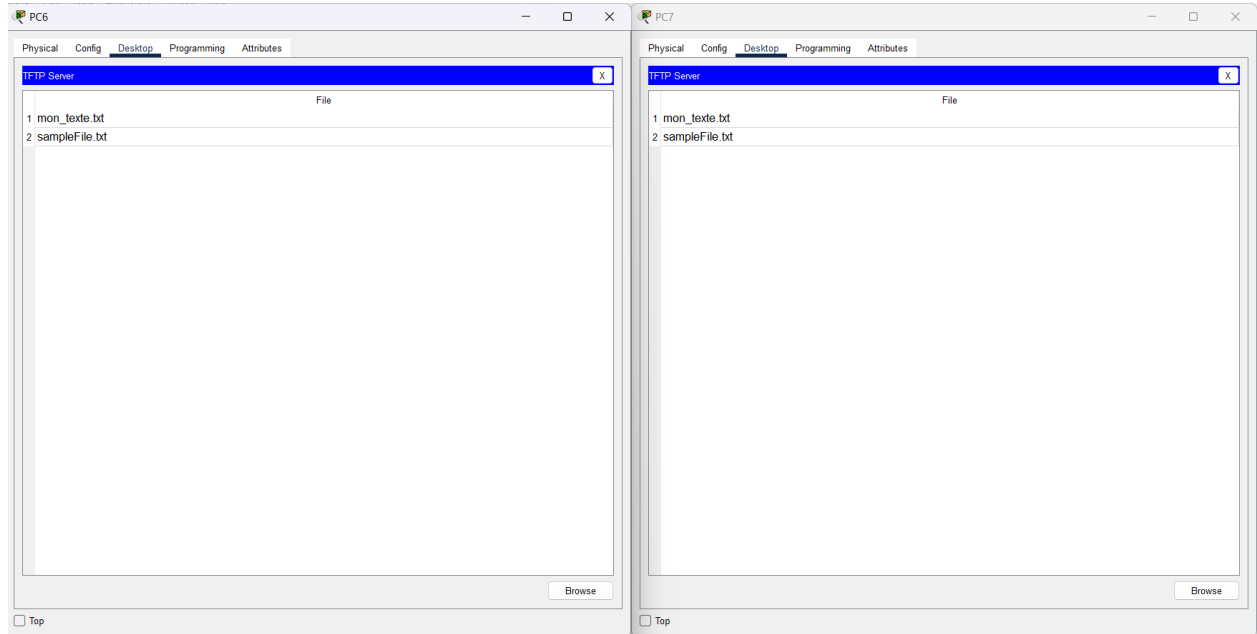 PC6
Physical Config Desktop Programming Attributes
TFTP Server X
File
1 mon_texte.txt
2 sampleFile.txt
Browse
Top
PC7
Physical Config Desktop Programming Attributes
TFTP Server X
File
1 mon_texte.txt
2 sampleFile.txt
Browse
Top